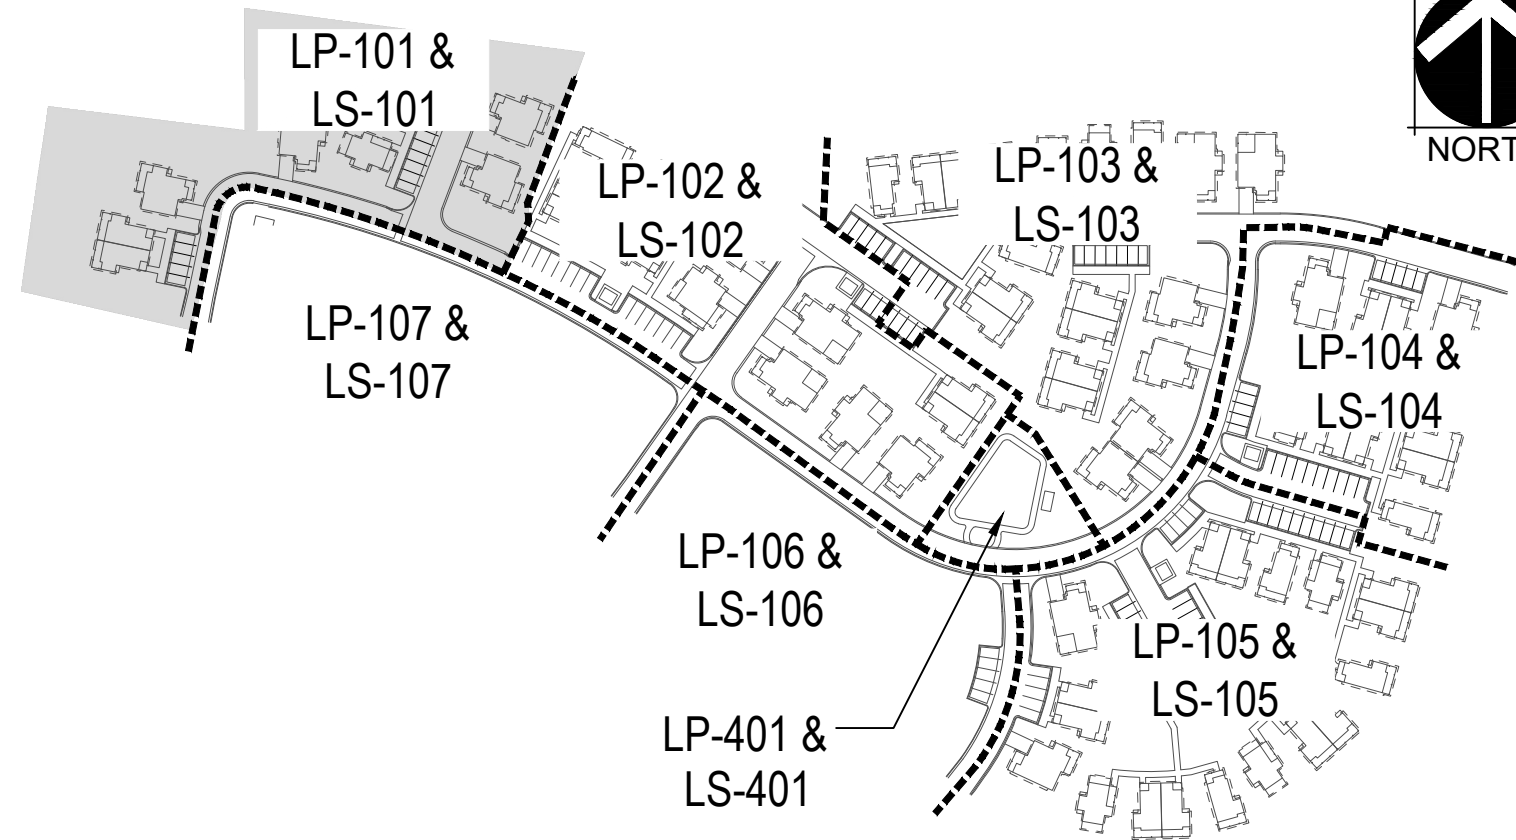 LP-101 &
LS-101
NORT
LP-102 &
LS-102
LP-103 &
LS-103
LP-107 &
LS-107
LP-104 &
LS-104
LP-106 &
LS-106
LP-105 &
LS-105
LP-401 &
LS-401